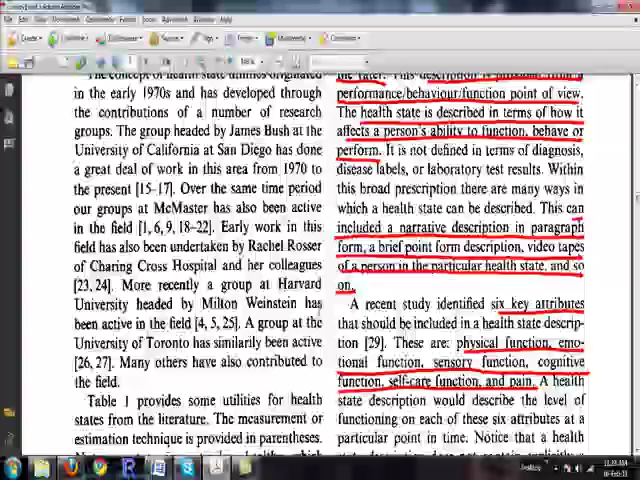 The concept of health state utilities originated
in the early 1970s and has developed through
the contributions of a number of research
groups. The group headed by James Bush at the
University of California at San Diego has done
a great deal of work in this area from 1970 to
the present [15–17]. Over the same time period
our groups at McMaster has also been active
in the field [1, 6, 9, 18–22]. Early work in this
field has also been undertaken by Rachel Rosser
of Charing Cross Hospital and her colleagues
[23, 24]. More recently a group at Harvard
University headed by Milton Weinstein has
been active in the field [4, 5, 25]. A group at the
University of Toronto has similarly been active
[26, 27]. Many others have also contributed to
the field.
Table 1 provides some utilities for health
states from the literature. The measurement or
estimation technique is provided in parentheses.
the rater. This description is from a
performance/behaviour/function point of view.
The health state is described in terms of how it
affects a person's ability to function, behave or
perform. It is not defined in terms of diagnosis,
disease labels, or laboratory test results. Within
this broad prescription there are many ways in
which a health state can be described. This can
included a narrative description in paragraph
form, a brief point form description, video tapes
of a person in the particular health state, and so
on.
A recent study identified six key attributes
that should be included in a health state descrip-
tion [29]. These are: physical function, emo-
tional function, sensory function, cognitive
function, self-care function, and pain. A health
state description would describe the level of
functioning on each of these six attributes at a
particular point in time. Notice that a health